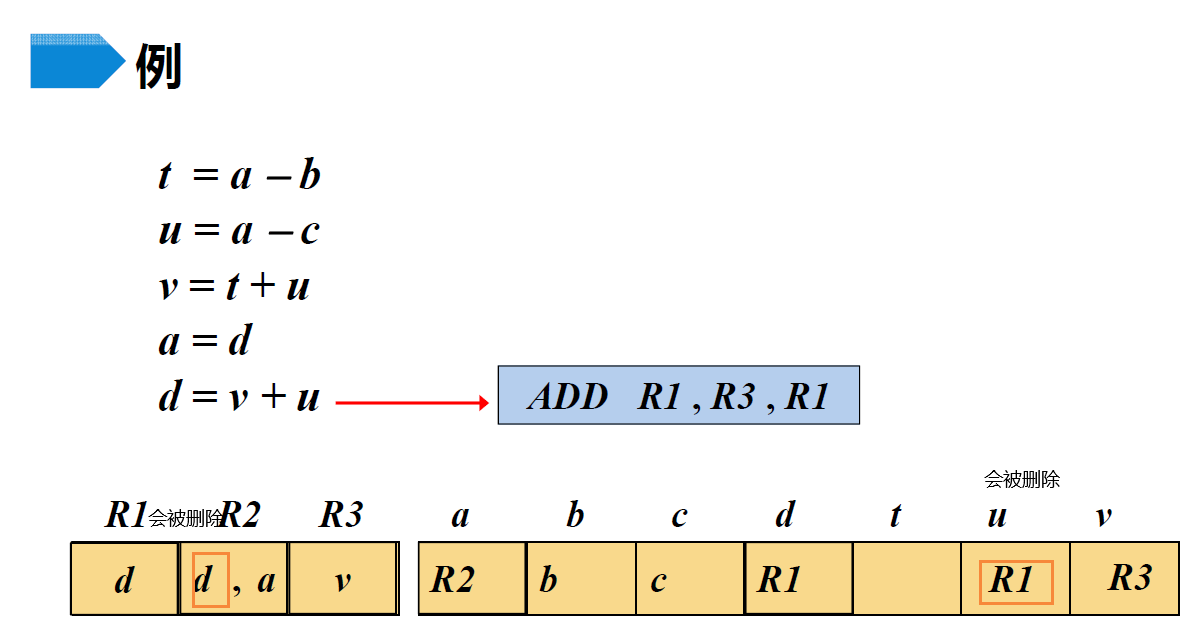 例
t = a – b
u = a – c
v = t + u
a = d
d = v + u
ADD R1 , R3 , R1
会被删除
R1 会被删除 R2 R3 a b c d t u v
d d , a v R2 b c R1 R1 R3